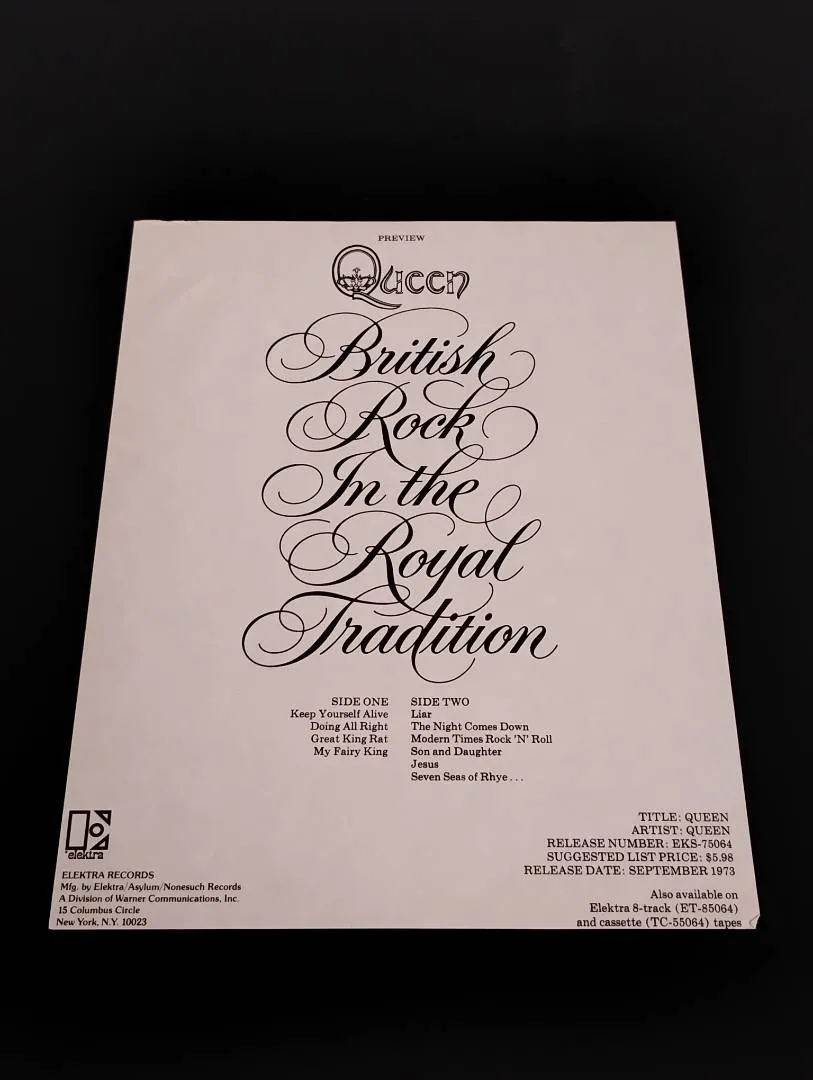 PREVIEW
Queen
British
Rock
In the
Royal
Tradition
SIDE ONE
Keep Yourself Alive
Doing All Right
Great King Rat
My Fairy King
SIDE TWO
Liar
The Night Comes Down
Modern Times Rock 'N' Roll
Son and Daughter
Jesus
Seven Seas of Rhye . . .
elektra
ELEKTRA RECORDS
Mfg. by Elektra/Asylum/Nonesuch Records
A Division of Warner Communications, Inc.
15 Columbus Circle
New York, N.Y. 10023
TITLE: QUEEN
ARTIST: QUEEN
RELEASE NUMBER: EKS-75064
SUGGESTED LIST PRICE: $5.98
RELEASE DATE: SEPTEMBER 1973
Also available on
Elektra 8-track (ET-85064)
and cassette (TC-55064) tapes